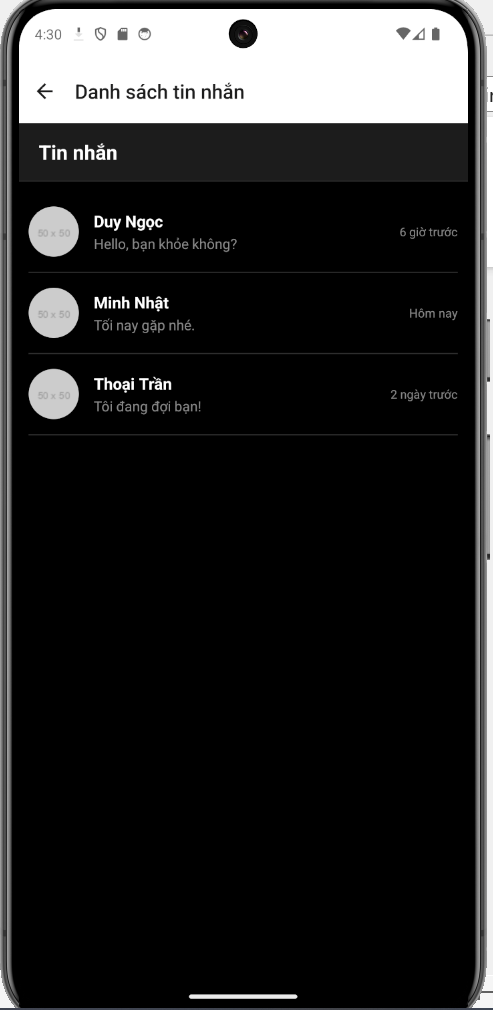 4:30
Danh sách tin nhắn
Tin nhắn
50 x 50
Duy Ngọc
6 giờ trước
Hello, bạn khỏe không?
50 x 50
Minh Nhật
Hôm nay
Tối nay gặp nhé.
50 x 50
Thoại Trần
2 ngày trước
Tôi đang đợi bạn!